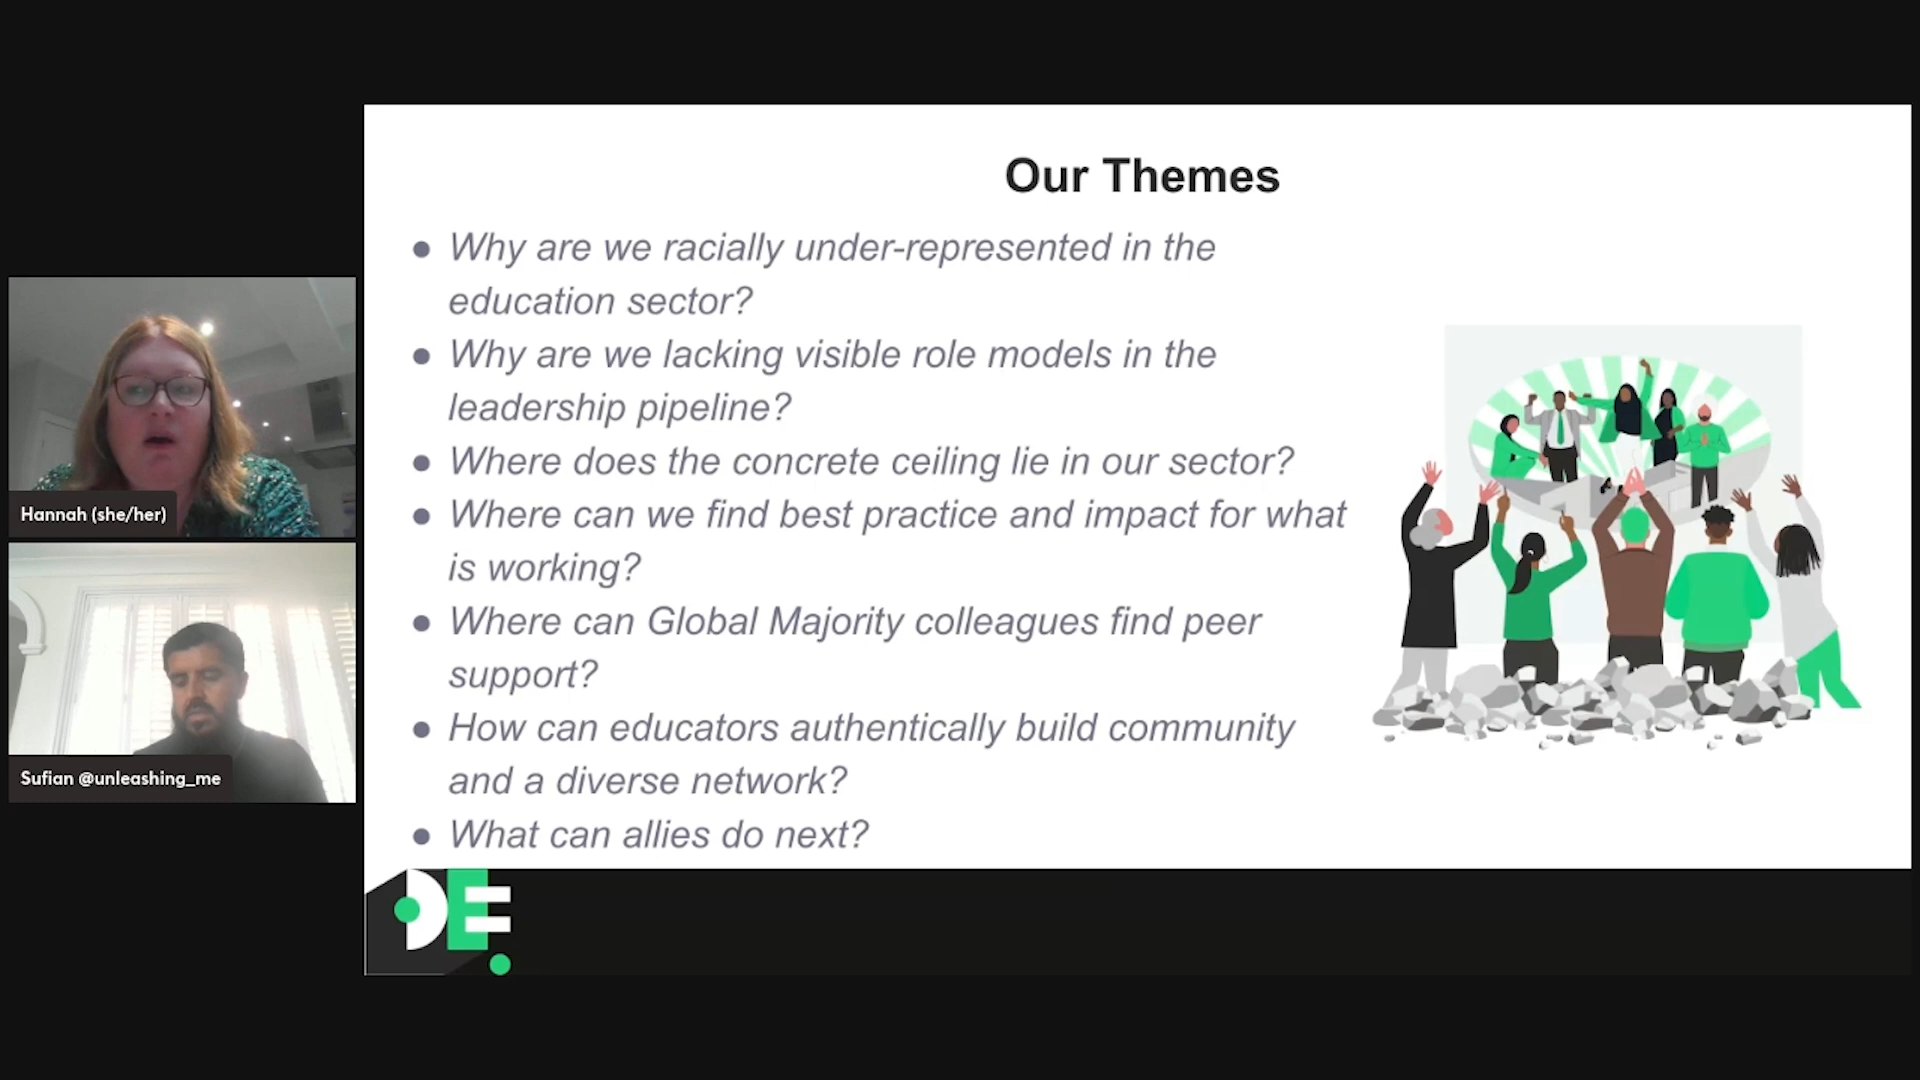 Our Themes
Why are we racially under-represented in the
education sector?
Why are we lacking visible role models in the
leadership pipeline?
Where does the concrete ceiling lie in our sector?
Where can we find best practice and impact for what
is working?
Where can Global Majority colleagues find peer
support?
How can educators authentically build community
and a diverse network?
What can allies do next?
Hannah (she/her)
Sufian @unleashing_me
DE